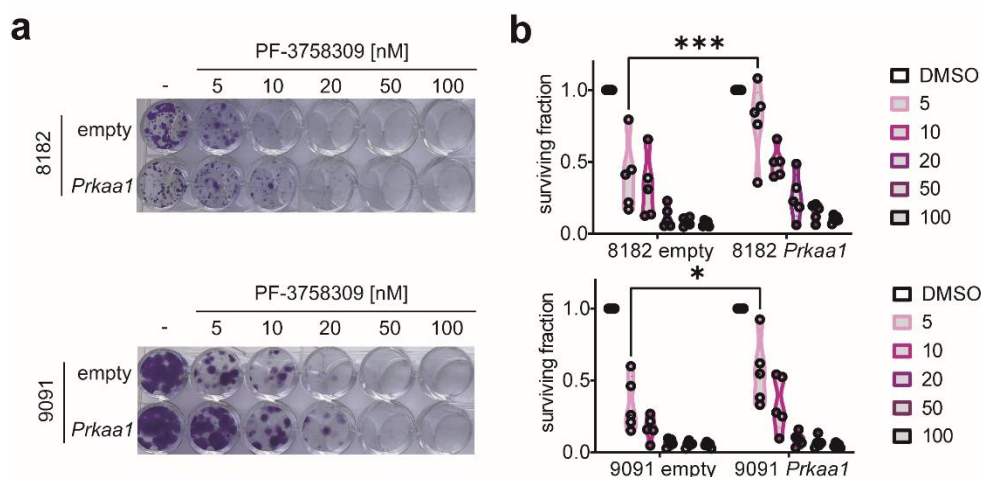 a
PF-3758309 [nM]
- 5 10 20 50 100
8182
empty
Prkaa1
PF-3758309 [nM]
- 5 10 20 50 100
9091
empty
Prkaa1
b
***
surviving fraction
1.0
0.5
0.0
8182 empty 8182 Prkaa1
DMSO
5
10
20
50
100
*
surviving fraction
1.0
0.5
0.0
9091 empty 9091 Prkaa1
DMSO
5
10
20
50
100